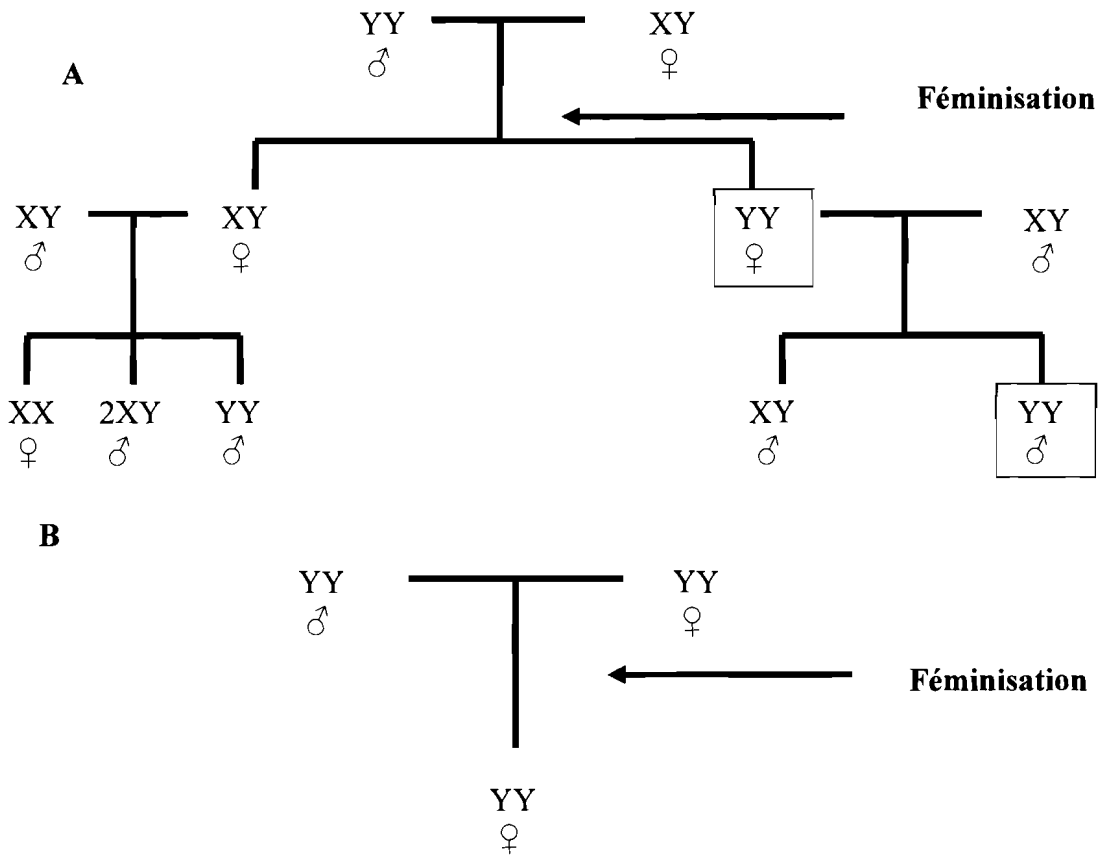 YY XY
♂ ♀
A
Féminisation
XY XY YY XY
♂ ♀ ♀ ♂
XX 2XY YY XY YY
♀ ♂ ♂ ♂ ♂
B
YY YY
♂ ♀
Féminisation
YY
♀